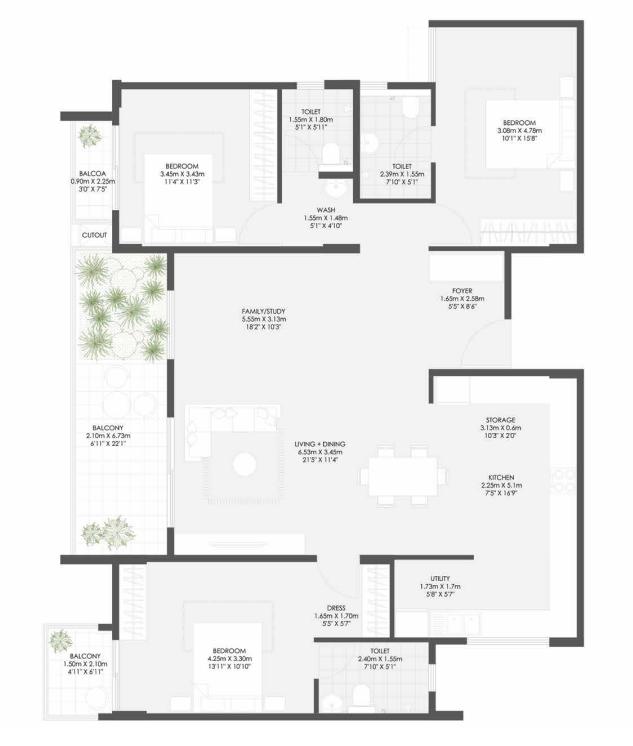 TOILET
1.55m X 1.80m
5'1" X 5'11"
BEDROOM
3.08m X 4.78m
10'1" X 15'8"
BEDROOM
3.45m X 3.43m
11'4" X 11'3"
TOILET
2.39m X 1.55m
7'10" X 5'1"
BALCOA
0.90m X 2.25m
3'0" X 7'5"
WASH
1.55m X 1.48m
5'1" X 4'10"
CUTOUT
FOYER
1.65m X 2.58m
5'5" X 8'6"
FAMILY/STUDY
5.55m X 3.13m
18'2" X 10'3"
BALCONY
2.10m X 6.73m
6'11" X 22'1"
LIVING + DINING
6.53m X 3.45m
21'5" X 11'4"
STORAGE
3.13m X 0.6m
10'3" X 2'0"
KITCHEN
2.25m X 5.1m
7'5" X 16'9"
UTILITY
1.73m X 1.7m
5'8" X 5'7"
DRESS
1.65m X 1.70m
5'5" X 5'7"
BALCONY
1.50m X 2.10m
4'11" X 6'11"
BEDROOM
4.25m X 3.30m
13'11" X 10'10"
TOILET
2.40m X 1.55m
7'10" X 5'1"